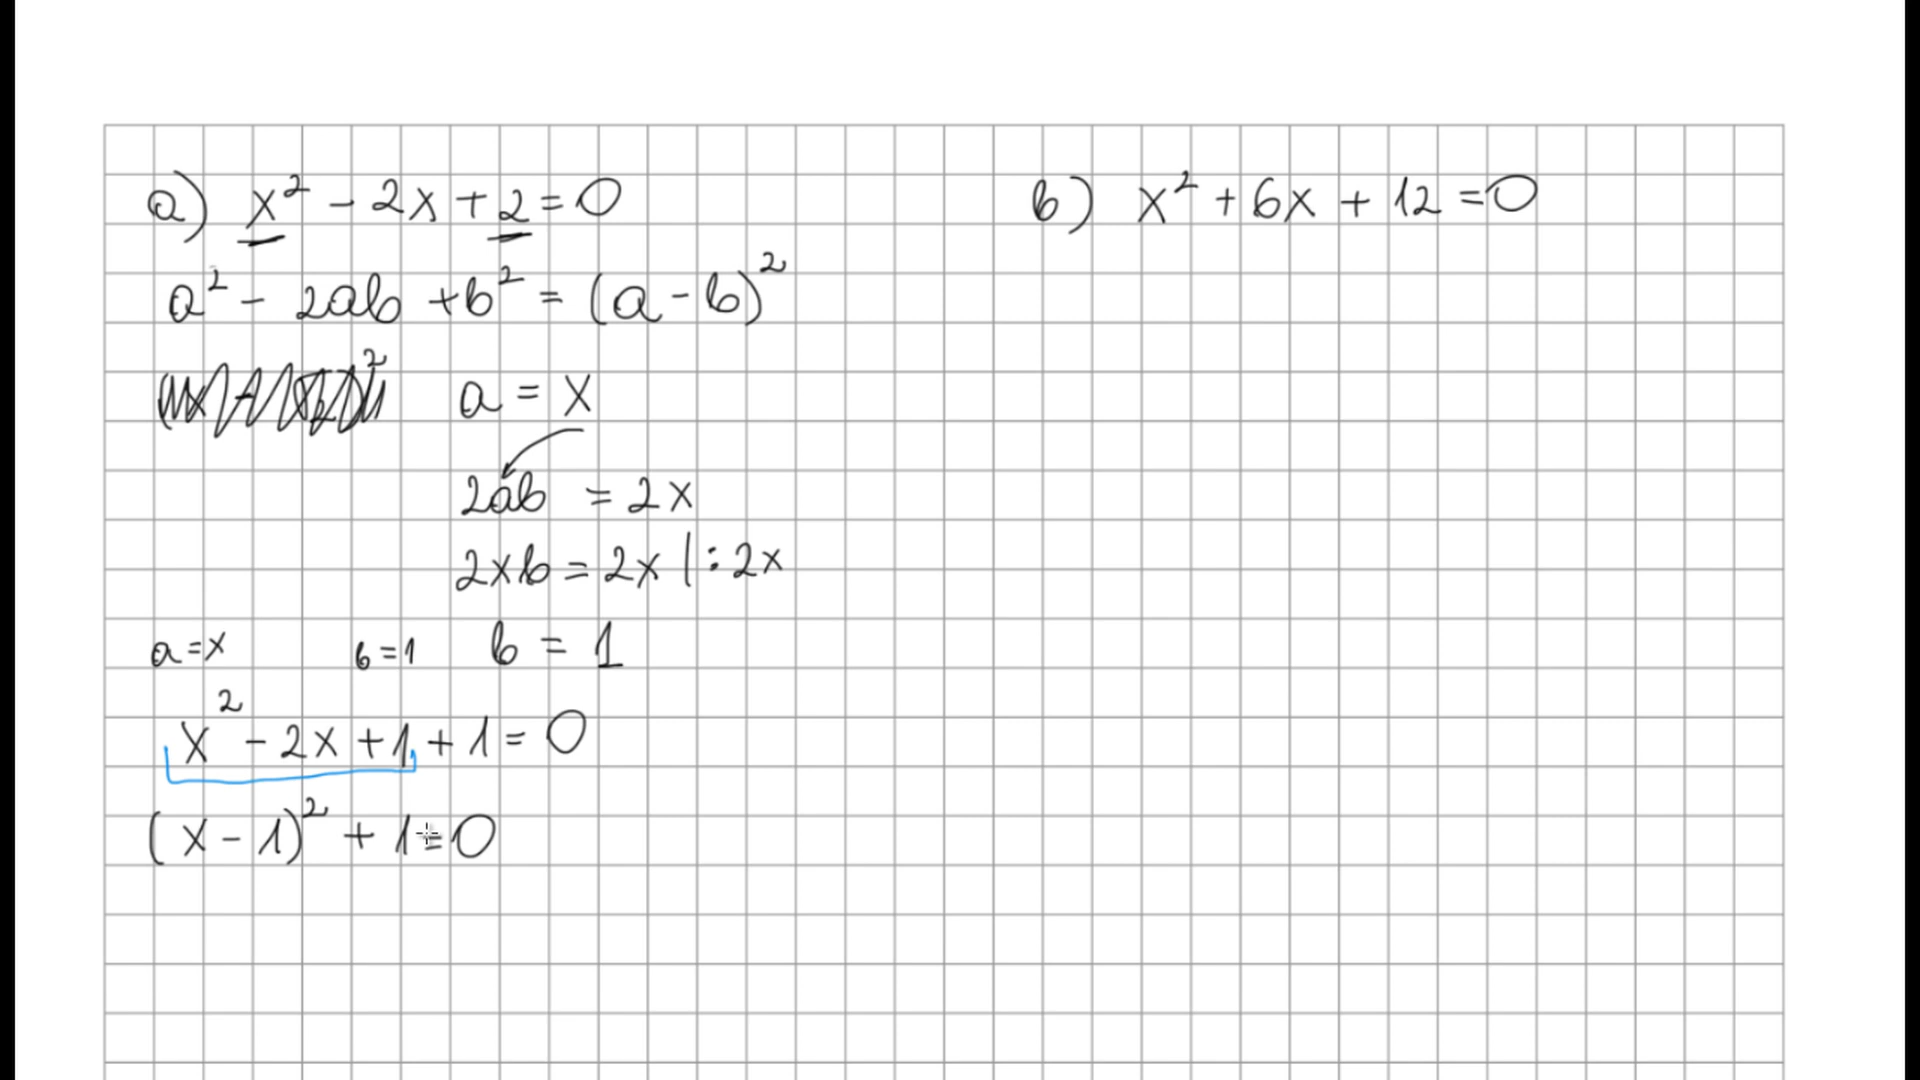 a) x² - 2x + 2 = 0
a² - 2ab + b² = (a - b)²
a = x
2ab = 2x
2xb = 2x |: 2x
a = x b = 1 b = 1
x² - 2x + 1 + 1 = 0
(x - 1)² + 1 = 0
b) x² + 6x + 12 = 0